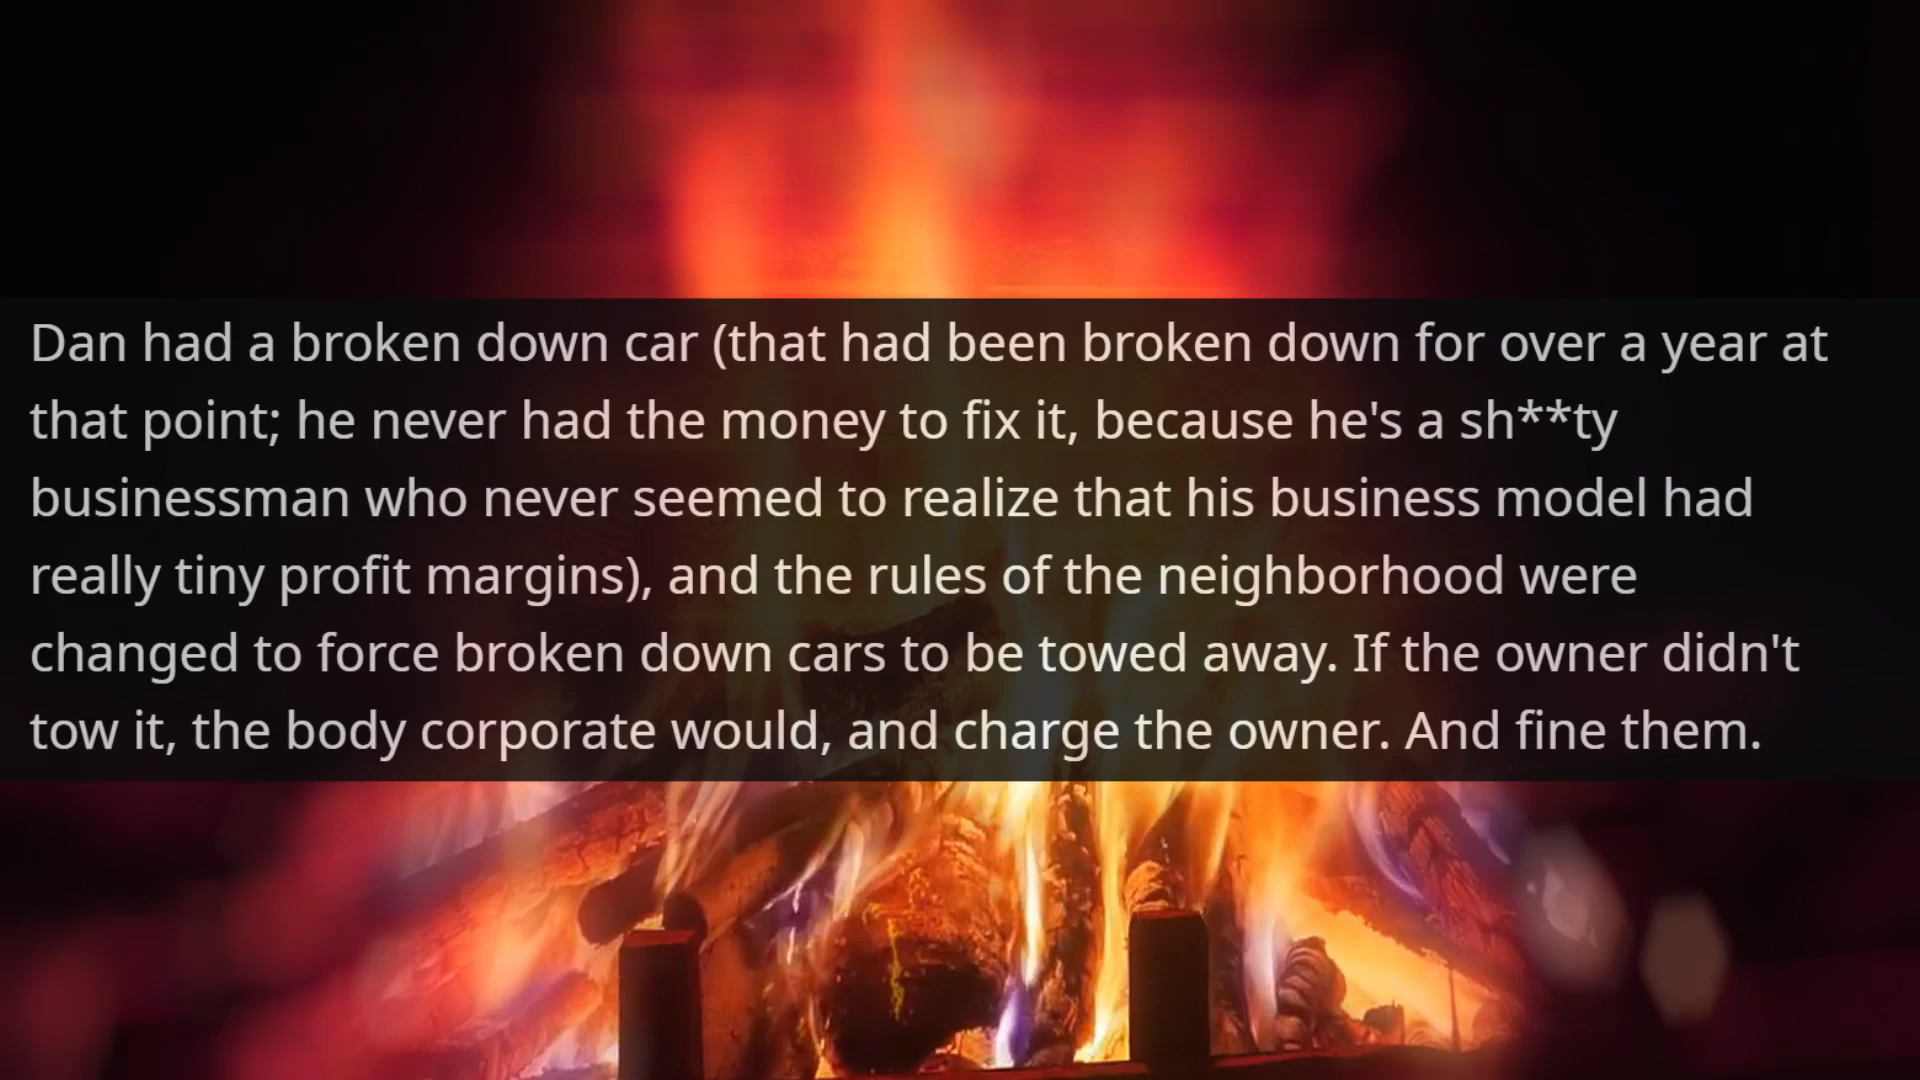 Dan had a broken down car (that had been broken down for over a year at
that point; he never had the money to fix it, because he's a sh**ty
businessman who never seemed to realize that his business model had
really tiny profit margins), and the rules of the neighborhood were
changed to force broken down cars to be towed away. If the owner didn't
tow it, the body corporate would, and charge the owner. And fine them.